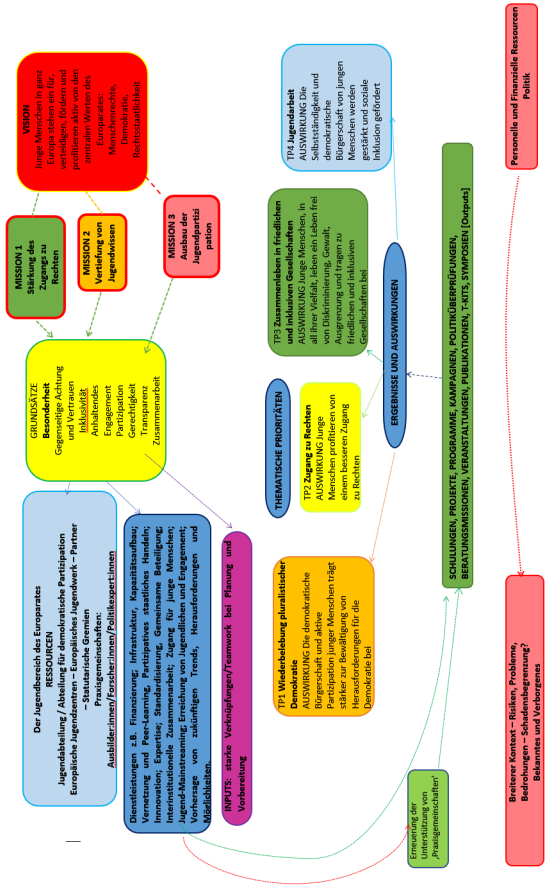 Der Jugendbereich des Europarates
RESSOURCEN
Jugendabteilung / Abteilung für demokratische Partizipation
Europäische Jugendzentren – Europäisches Jugendwerk – Partner
– Statutarische Gremien
Praxisgemeinschaften:
Ausbilder:innen/Forscher:innen/Politikexpert:innen
GRUNDSÄTZE
Besonderheit
Gegenseitige Achtung
und Vertrauen
Inklusivität
Anhaltendes
Engagement
Partizipation
Gerechtigkeit
Transparenz
Zusammenarbeit
MISSION 1
Stärkung des
Zugangs zu
Rechten
MISSION 2
Vertiefung von
Jugendwissen
MISSION 3
Ausbau der
Jugendpartizi
pation
VISION
Junge Menschen in ganz
Europa stehen ein für,
verteidigen, fördern und
profitieren aktiv von den
zentralen Werten des
Europarates:
Menschenrechte,
Demokratie,
Rechtsstaatlichkeit
Dienstleistungen z.B. Finanzierung; Infrastruktur, Kapazitätsaufbau;
Vernetzung und Peer-Learning, Partizipatives staatliches Handeln;
Innovation; Expertise; Standardisierung, Gemeinsame Beteiligung;
Interinstitutionelle Zusammenarbeit; Zugang für junge Menschen;
Jugend-Mainstreaming; Erreichung von Jugendlichen und Engagement;
Vorhersage von zukünftigen Trends, Herausforderungen und
Möglichkeiten.
INPUTS: starke Verknüpfungen/Teamwork bei Planung und
Vorbereitung
THEMATISCHE PRIORITÄTEN
TP1 Wiederbelebung pluralistischer
Demokratie
AUSWIRKUNG Die demokratische
Bürgerschaft und aktive
Partizipation junger Menschen trägt
stärker zur Bewältigung von
Herausforderungen für die
Demokratie bei
TP2 Zugang zu Rechten
AUSWIRKUNG Junge
Menschen profitieren von
einem besseren Zugang
zu Rechten
TP3 Zusammenleben in friedlichen
und inklusiven Gesellschaften
AUSWIRKUNG Junge Menschen, in
all ihrer Vielfalt, leben ein Leben frei
von Diskriminierung, Gewalt,
Ausgrenzung und tragen zu
friedlichen und inklusiven
Gesellschaften bei
TP4 Jugendarbeit
AUSWIRKUNG Die
Selbstständigkeit und
demokratische
Bürgerschaft von jungen
Menschen werden
gestärkt und soziale
Inklusion gefördert
ERGEBNISSE UND AUSWIRKUNGEN
Erneuerung der
Unterstützung von
‚Praxisgemeinschaften'
SCHULUNGEN, PROJEKTE, PROGRAMME, KAMPAGNEN, POLITIKÜBERPRÜFUNGEN,
BERATUNGSMISSIONEN, VERANSTALTUNGEN, PUBLIKATIONEN, T-KITS, SYMPOSIEN [Outputs]
Breiterer Kontext – Risiken, Probleme,
Bedrohungen – Schadensbegrenzung?
Bekanntes und Verborgenes
Personelle und Finanzielle Ressourcen
Politik